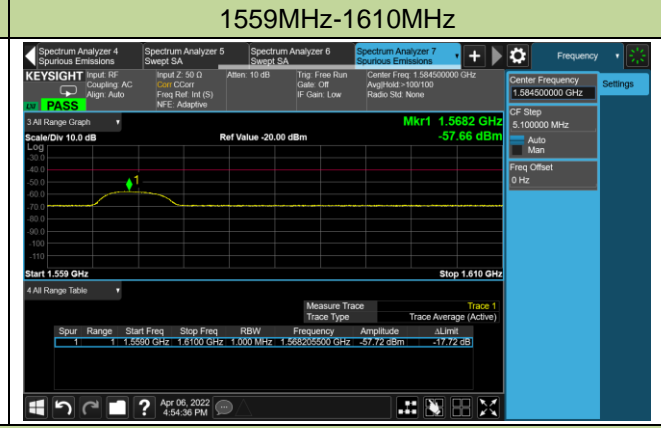 1559MHz-1610MHz
Spectrum Analyzer 4
Spurious Emissions
Spectrum Analyzer 5
Swept SA
Spectrum Analyzer 6
Swept SA
Spectrum Analyzer 7
Spurious Emissions
Frequency
KEYSIGHT
Input: RF
Coupling: AC
Align: Auto
Input Z: 50 Ω
Corr CCorr
Freq Ref: Int (S)
NFE: Adaptive
Atten: 10 dB
Trig: Free Run
Gate: Off
IF Gain: Low
Center Freq: 1.584500000 GHz
Avg|Hold:>100/100
Radio Std: None
PASS
Center Frequency
1.584500000 GHz
Settings
CF Step
5.100000 MHz
Auto
Man
Freq Offset
0 Hz
3 All Range Graph
Mkr1 1.5682 GHz
Scale/Div 10.0 dB
Ref Value -20.00 dBm
-57.66 dBm
Log
-30.0
-40.0
-50.0
1
-60.0
-70.0
-80.0
-90.0
-100
-110
Start 1.559 GHz
Stop 1.610 GHz
4 All Range Table
Measure Trace Trace 1
Trace Type Trace Average (Active)
Spur Range Start Freq Stop Freq RBW Frequency Amplitude ΔLimit
1 1 1.5590 GHz 1.6100 GHz 1.000 MHz 1.568205500 GHz -57.72 dBm -17.72 dB
Apr 06, 2022
4:54:36 PM